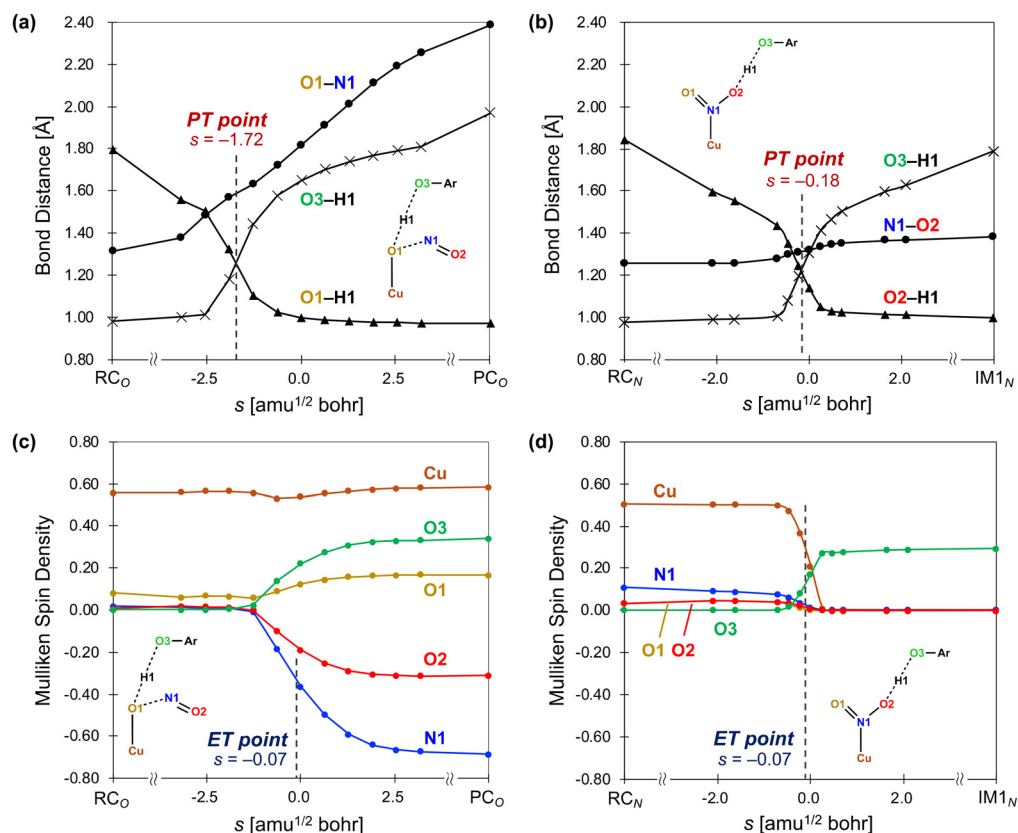 (a)
2.40
2.20
2.00
1.80
1.60
1.40
1.20
1.00
0.80
Bond Distance [Å]
O1–N1
PT point
s = –1.72
O3–H1
O3–Ar
H1
O1
N1
O2
Cu
O1–H1
RCO
-2.5
0.0
2.5
PCO
s [amu1/2 bohr]
(b)
2.40
2.20
2.00
1.80
1.60
1.40
1.20
1.00
0.80
Bond Distance [Å]
O3–Ar
H1
O1
O2
N1
Cu
PT point
s = –0.18
O3–H1
N1–O2
O2–H1
RCN
-2.0
0.0
2.0
IM1N
s [amu1/2 bohr]
(c)
0.80
0.60
0.40
0.20
0.00
-0.20
-0.40
-0.60
-0.80
Mulliken Spin Density
Cu
O3
O1
O2
N1
O3–Ar
H1
O1
N1
O2
Cu
ET point
s = –0.07
RCO
-2.5
0.0
2.5
PCO
s [amu1/2 bohr]
(d)
0.80
0.60
0.40
0.20
0.00
-0.20
-0.40
-0.60
-0.80
Mulliken Spin Density
Cu
N1
O3
O1 O2
O3–Ar
H1
O1
O2
N1
Cu
ET point
s = –0.07
RCN
-2.0
0.0
2.0
IM1N
s [amu1/2 bohr]